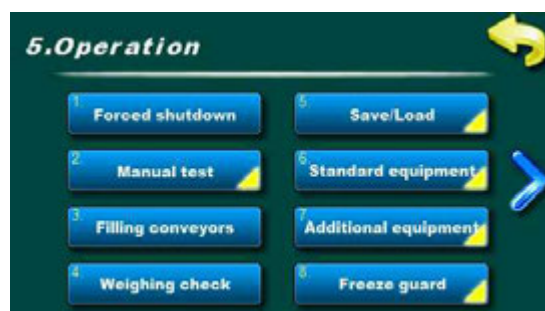 5.Operation
1. Forced shutdown
2. Manual test
3. Filling conveyors
4. Weighing check
5. Save/Load
6. Standard equipment
7. Additional equipment
8. Freeze guard